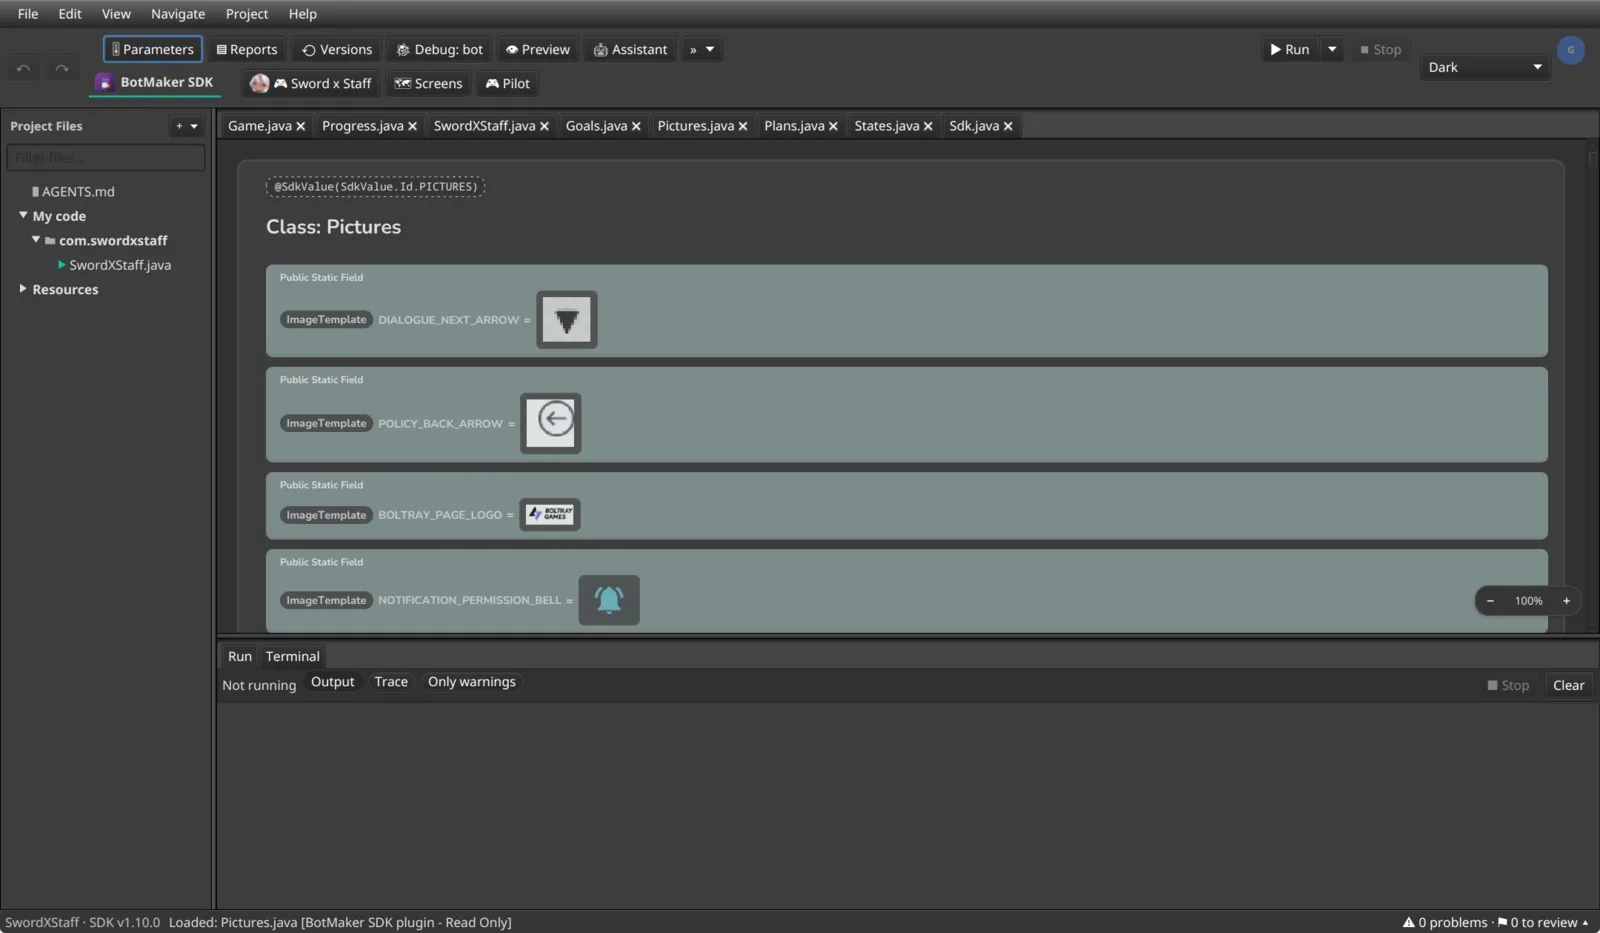 File Edit View Navigate Project Help
Parameters Reports Versions Debug: bot Preview Assistant »
Run Stop
Dark
G
BotMaker SDK Sword x Staff Screens Pilot
Project Files
+
Filter files...
AGENTS.md
My code
com.swordxstaff
SwordXStaff.java
Resources
Game.java Progress.java SwordXStaff.java Goals.java Pictures.java Plans.java States.java Sdk.java
@SdkValue(SdkValue.Id.PICTURES)
Class: Pictures
Public Static Field
ImageTemplate DIALOGUE_NEXT_ARROW =
Public Static Field
ImageTemplate POLICY_BACK_ARROW =
Public Static Field
ImageTemplate BOLTRAY_PAGE_LOGO = BOLTRAY
GAMES
Public Static Field
ImageTemplate NOTIFICATION_PERMISSION_BELL =
− 100% +
Run Terminal
Not running Output Trace Only warnings
Stop Clear
SwordXStaff · SDK v1.10.0 Loaded: Pictures.java [BotMaker SDK plugin - Read Only]
0 problems · 0 to review